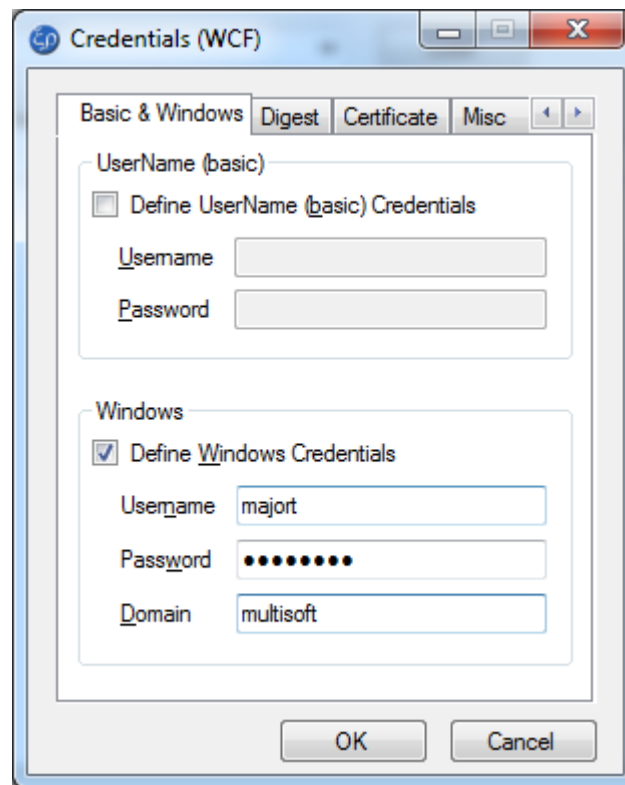 Credentials (WCF)
Basic & Windows Digest Certificate Misc
UserName (basic)
Define UserName (basic) Credentials
Username
Password
Windows
Define Windows Credentials
Username majort
Password ●●●●●●●●
Domain multisoft
OK Cancel